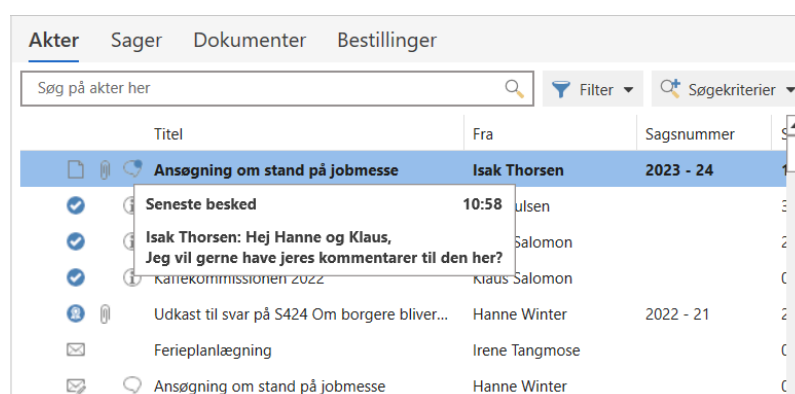 Akter Sager Dokumenter Bestillinger
Søg på akter her Filter Søgekriterier
Titel Fra Sagsnummer
Ansøgning om stand på jobmesse Isak Thorsen 2023 - 24
Seneste besked 10:58
Isak Thorsen: Hej Hanne og Klaus,
Jeg vil gerne have jeres kommentarer til den her?
Salomon
Kaffekommissionen 2022 Klaus Salomon
Udkast til svar på S424 Om borgere bliver... Hanne Winter 2022 - 21
Ferieplanlægning Irene Tangmose
Ansøgning om stand på jobmesse Hanne Winter